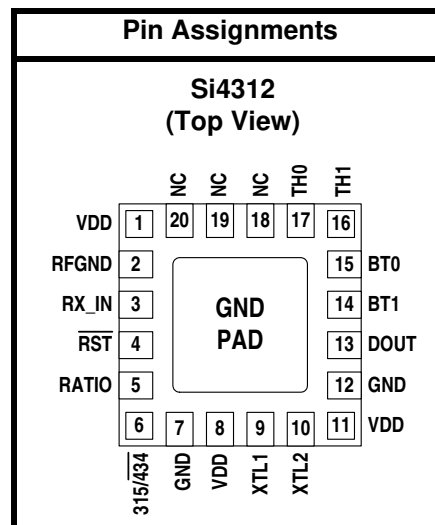 Pin Assignments
Si4312
(Top View)
NC NC NC TH0 TH1
VDD 1 20 19 18 17 16
RFGND 2 15 BT0
RX_IN 3 GND 14 BT1
RST 4 PAD 13 DOUT
RATIO 5 12 GND
6 7 8 9 10 11 VDD
315/434 GND VDD XTL1 XTL2